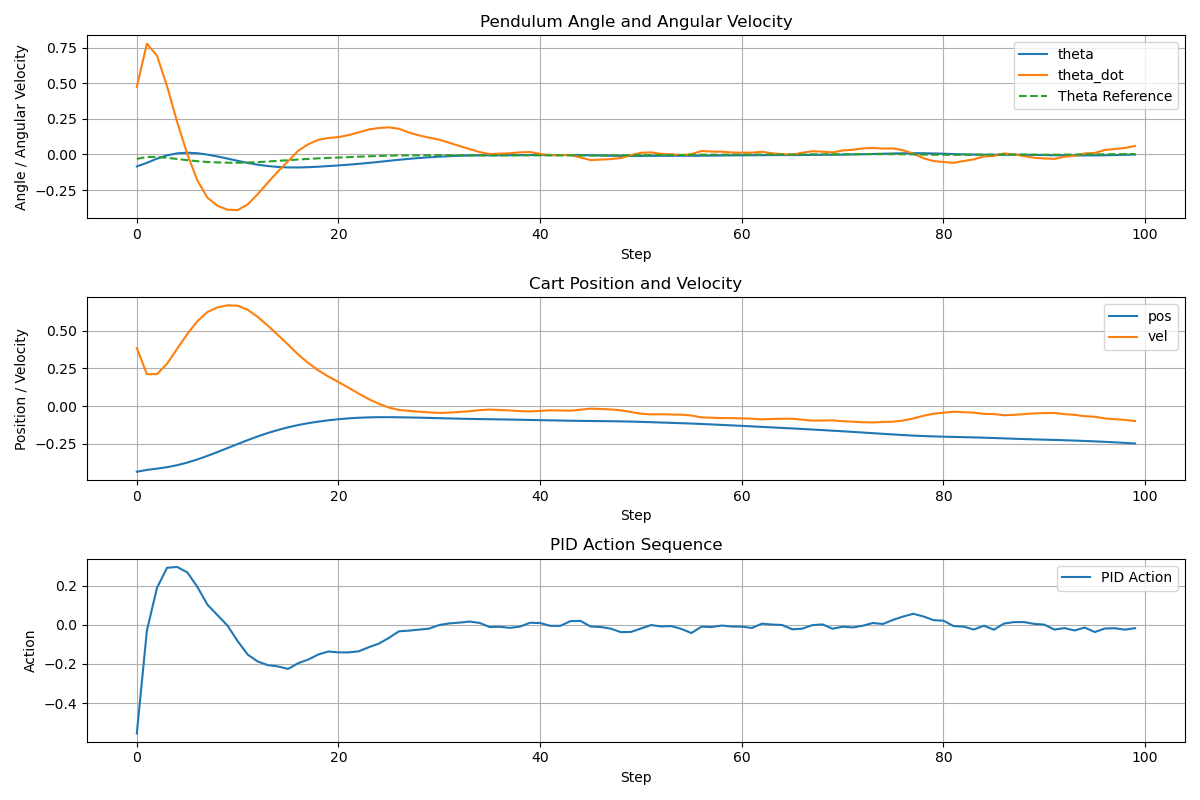 Pendulum Angle and Angular Velocity
Angle / Angular Velocity
0.75
0.50
0.25
0.00
−0.25
theta
theta_dot
Theta Reference
0 20 40 60 80 100
Step
Cart Position and Velocity
Position / Velocity
0.50
0.25
0.00
−0.25
pos
vel
0 20 40 60 80 100
Step
PID Action Sequence
Action
0.2
0.0
−0.2
−0.4
PID Action
0 20 40 60 80 100
Step